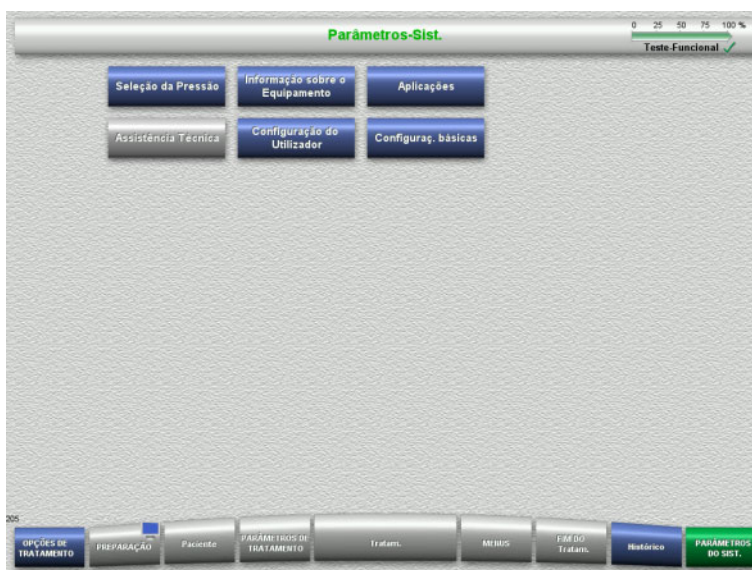 Parâmetros-Sist.
0 25 50 75 100 %
Teste-Funcional
Seleção da Pressão
Informação sobre o
Equipamento
Aplicações
Assistência Técnica
Configuração do
Utilizador
Configuraç. básicas
205
OPÇÕES DE
TRATAMENTO
PREPARAÇÃO
Paciente
PARÂMETROS DE
TRATAMENTO
Tratam.
MENUS
FIM DO
Tratam.
Histórico
PARÂMETROS
DO SIST.